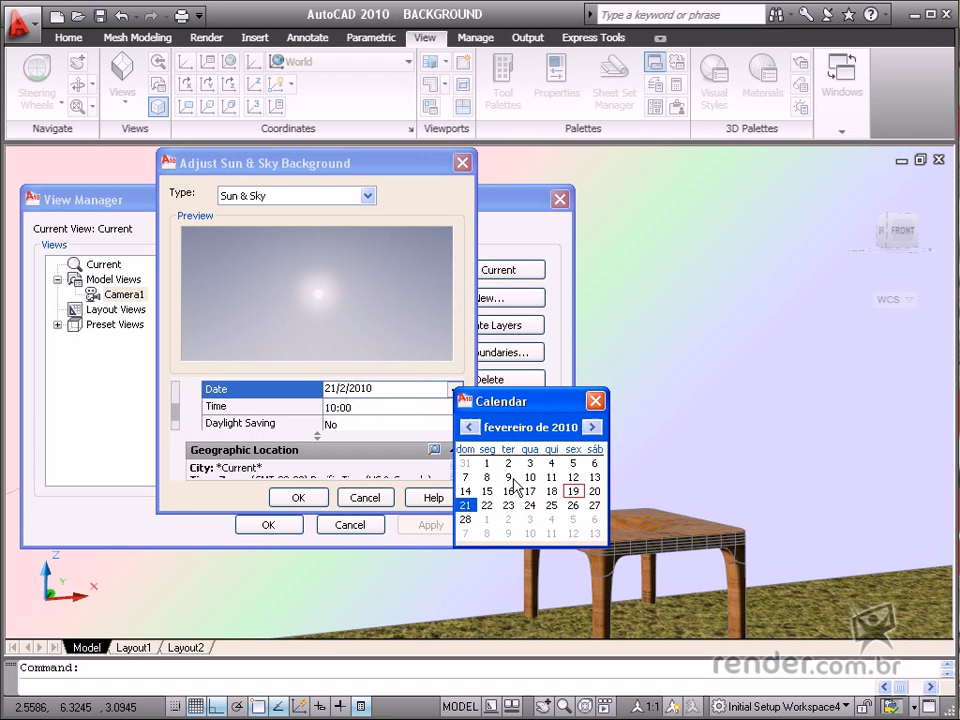 AutoCAD 2010 BACKGROUND
Type a keyword or phrase
Home Mesh Modeling Render Insert Annotate Parametric View Manage Output Express Tools
World
Steering Wheels
Views
Tool Palettes
Properties
Sheet Set Manager
Visual Styles
Materials
Windows
Navigate Views Coordinates Viewports Palettes 3D Palettes
Adjust Sun & Sky Background
Type: Sun & Sky
Preview
Date 21/2/2010
Time 10:00
Daylight Saving No
Geographic Location
City: *Current*
OK Cancel Help
View Manager
Current View: Current
Views
Current
Model Views
Camera1
Layout Views
Preset Views
Current
New...
te Layers
undaries...
Delete
OK Cancel Apply
Calendar
fevereiro de 2010
dom seg ter qua qui sex sáb
31 1 2 3 4 5 6
7 8 9 10 11 12 13
14 15 16 17 18 19 20
21 22 23 24 25 26 27
28 1 2 3 4 5 6
7 8 9 10 11 12 13
FRONT
WCS
Z
Y
X
Model Layout1 Layout2
render.com.br
Command:
2.5586, 6.3245 , 3.0945
MODEL
1:1
Initial Setup Workspace4